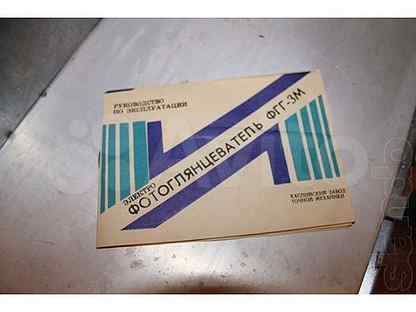 РУКОВОДСТВО
ПО ЭКСПЛУАТАЦИИ
ЭЛЕКТРО
ФОТОГЛЯНЦЕВАТЕЛЬ ФГГ-3М
КАСПИЙСКИЙ ЗАВОД
ТОЧНОЙ МЕХАНИКИ